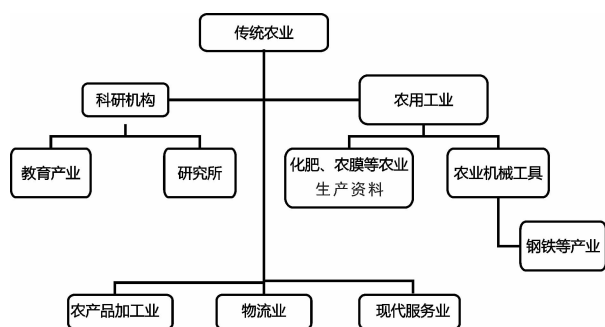 传统农业
科研机构
农用工业
教育产业
研究所
化肥、农膜等农业
生产资料
农业机械工具
钢铁等产业
农产品加工业
物流业
现代服务业